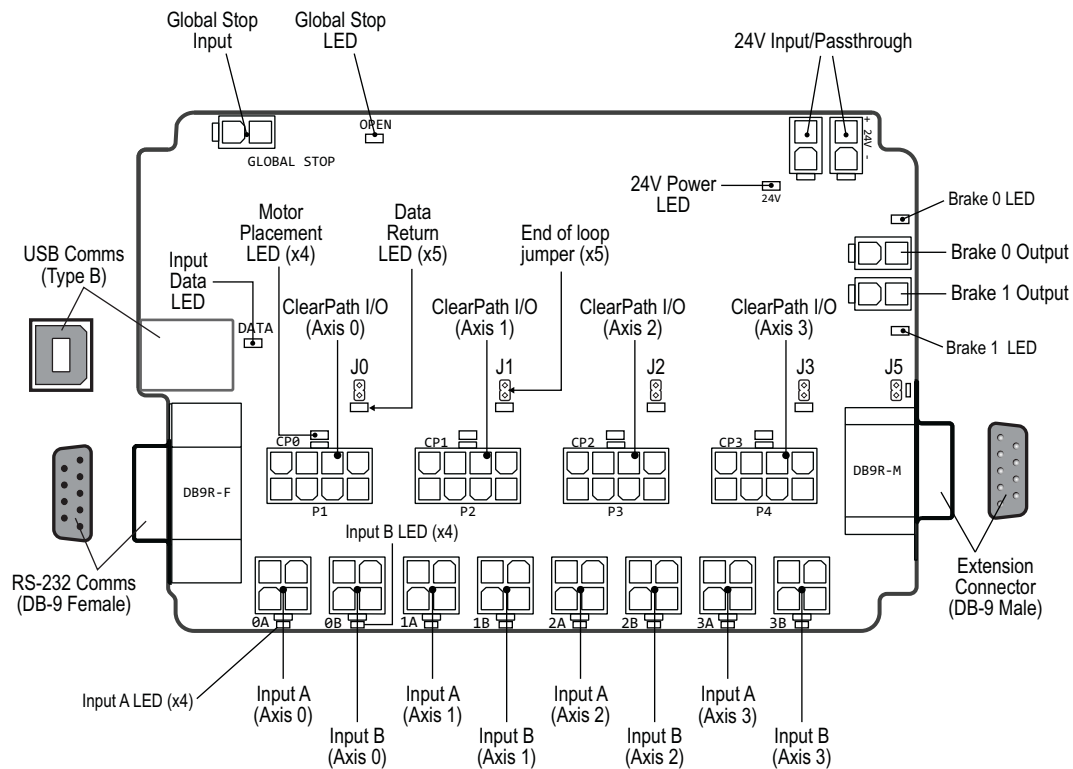 Global Stop
Input
Global Stop
LED
24V Input/Passthrough
OPEN
GLOBAL STOP
+ 24V -
24V Power
LED
24V
Brake 0 LED
Brake 0 Output
Brake 1 Output
Brake 1 LED
USB Comms
(Type B)
Input
Data
LED
Motor
Placement
LED (x4)
Data
Return
LED (x5)
End of loop
jumper (x5)
DATA
ClearPath I/O
(Axis 0)
ClearPath I/O
(Axis 1)
ClearPath I/O
(Axis 2)
ClearPath I/O
(Axis 3)
J0
J1
J2
J3
J5
CP0
CP1
CP2
CP3
DB9R-F
DB9R-M
P1
P2
P3
P4
RS-232 Comms
(DB-9 Female)
Extension
Connector
(DB-9 Male)
Input B LED (x4)
0A
0B
1A
1B
2A
2B
3A
3B
Input A LED (x4)
Input A
(Axis 0)
Input B
(Axis 0)
Input A
(Axis 1)
Input B
(Axis 1)
Input A
(Axis 2)
Input B
(Axis 2)
Input A
(Axis 3)
Input B
(Axis 3)